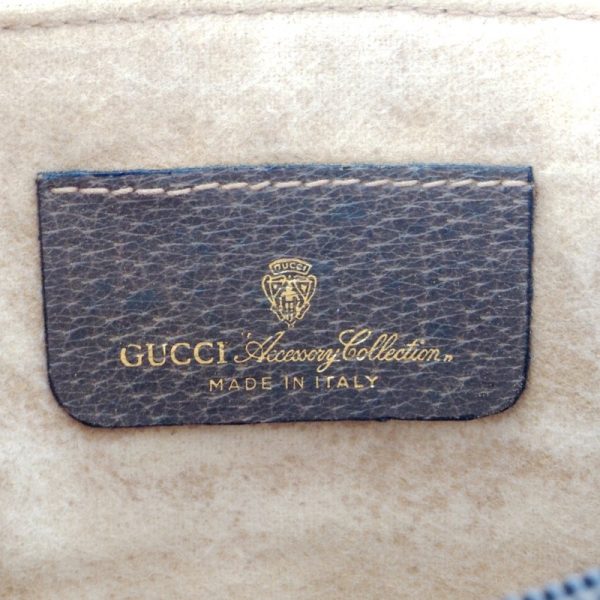 GUCCI
GUCCI "Accessory Collection"
MADE IN ITALY